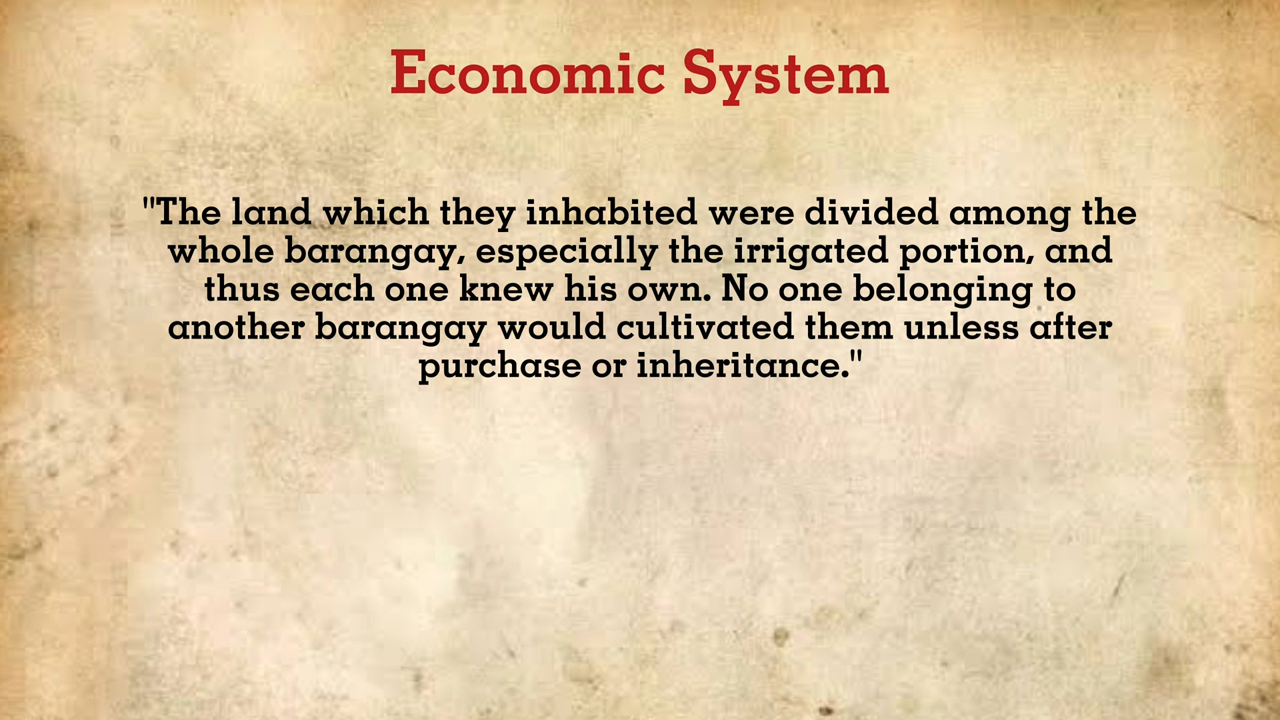 Economic System
"The land which they inhabited were divided among the
whole barangay, especially the irrigated portion, and
thus each one knew his own. No one belonging to
another barangay would cultivated them unless after
purchase or inheritance."